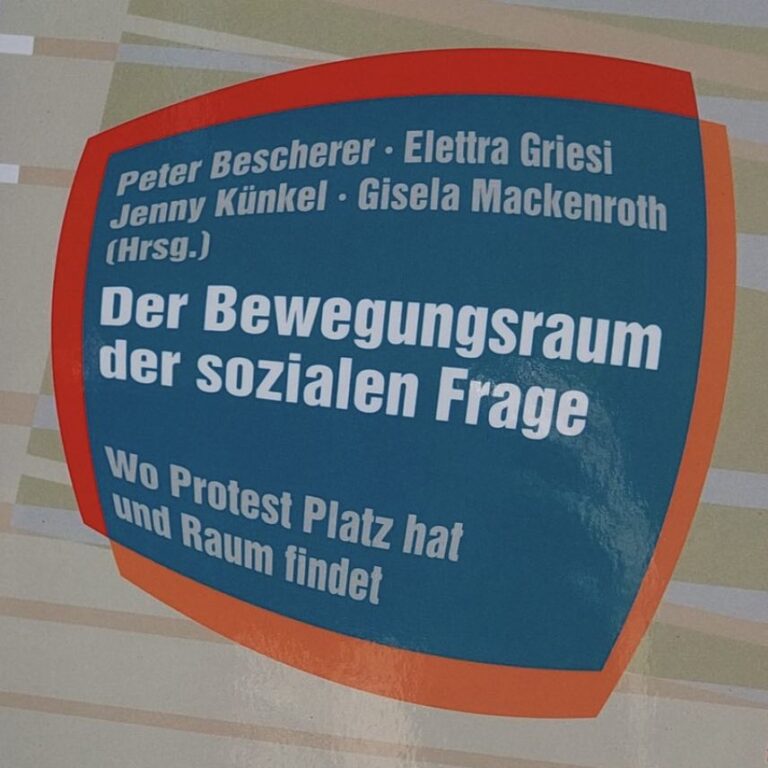 Peter Bescherer · Elettra Griesi
Jenny Künkel · Gisela Mackenroth
(Hrsg.)
Der Bewegungsraum
der sozialen Frage
Wo Protest Platz hat
und Raum findet